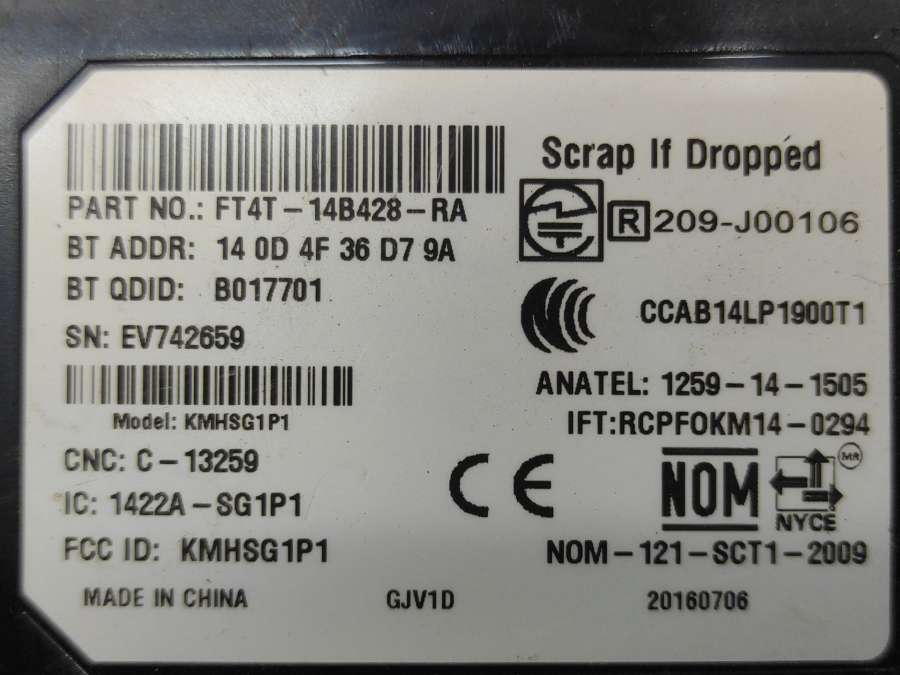 Scrap If Dropped
PART NO.: FT4T-14B428-RA
R 209-J00106
BT ADDR: 14 0D 4F 36 D7 9A
BT QDID: B017701
CCAB14LP1900T1
SN: EV742659
ANATEL: 1259-14-1505
Model: KMHSG1P1
IFT:RCPFOKM14-0294
CNC: C-13259
CE
NOM
MR
NYCE
IC: 1422A-SG1P1
FCC ID: KMHSG1P1
NOM-121-SCT1-2009
MADE IN CHINA
GJV1D
20160706